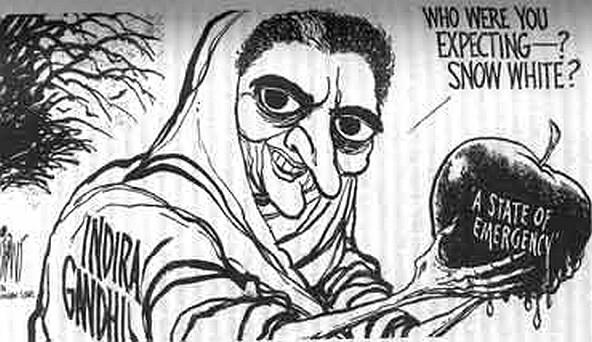 WHO WERE YOU
EXPECTING—?
SNOW WHITE?
"A STATE OF
EMERGENCY"
INDIRA
GANDHI